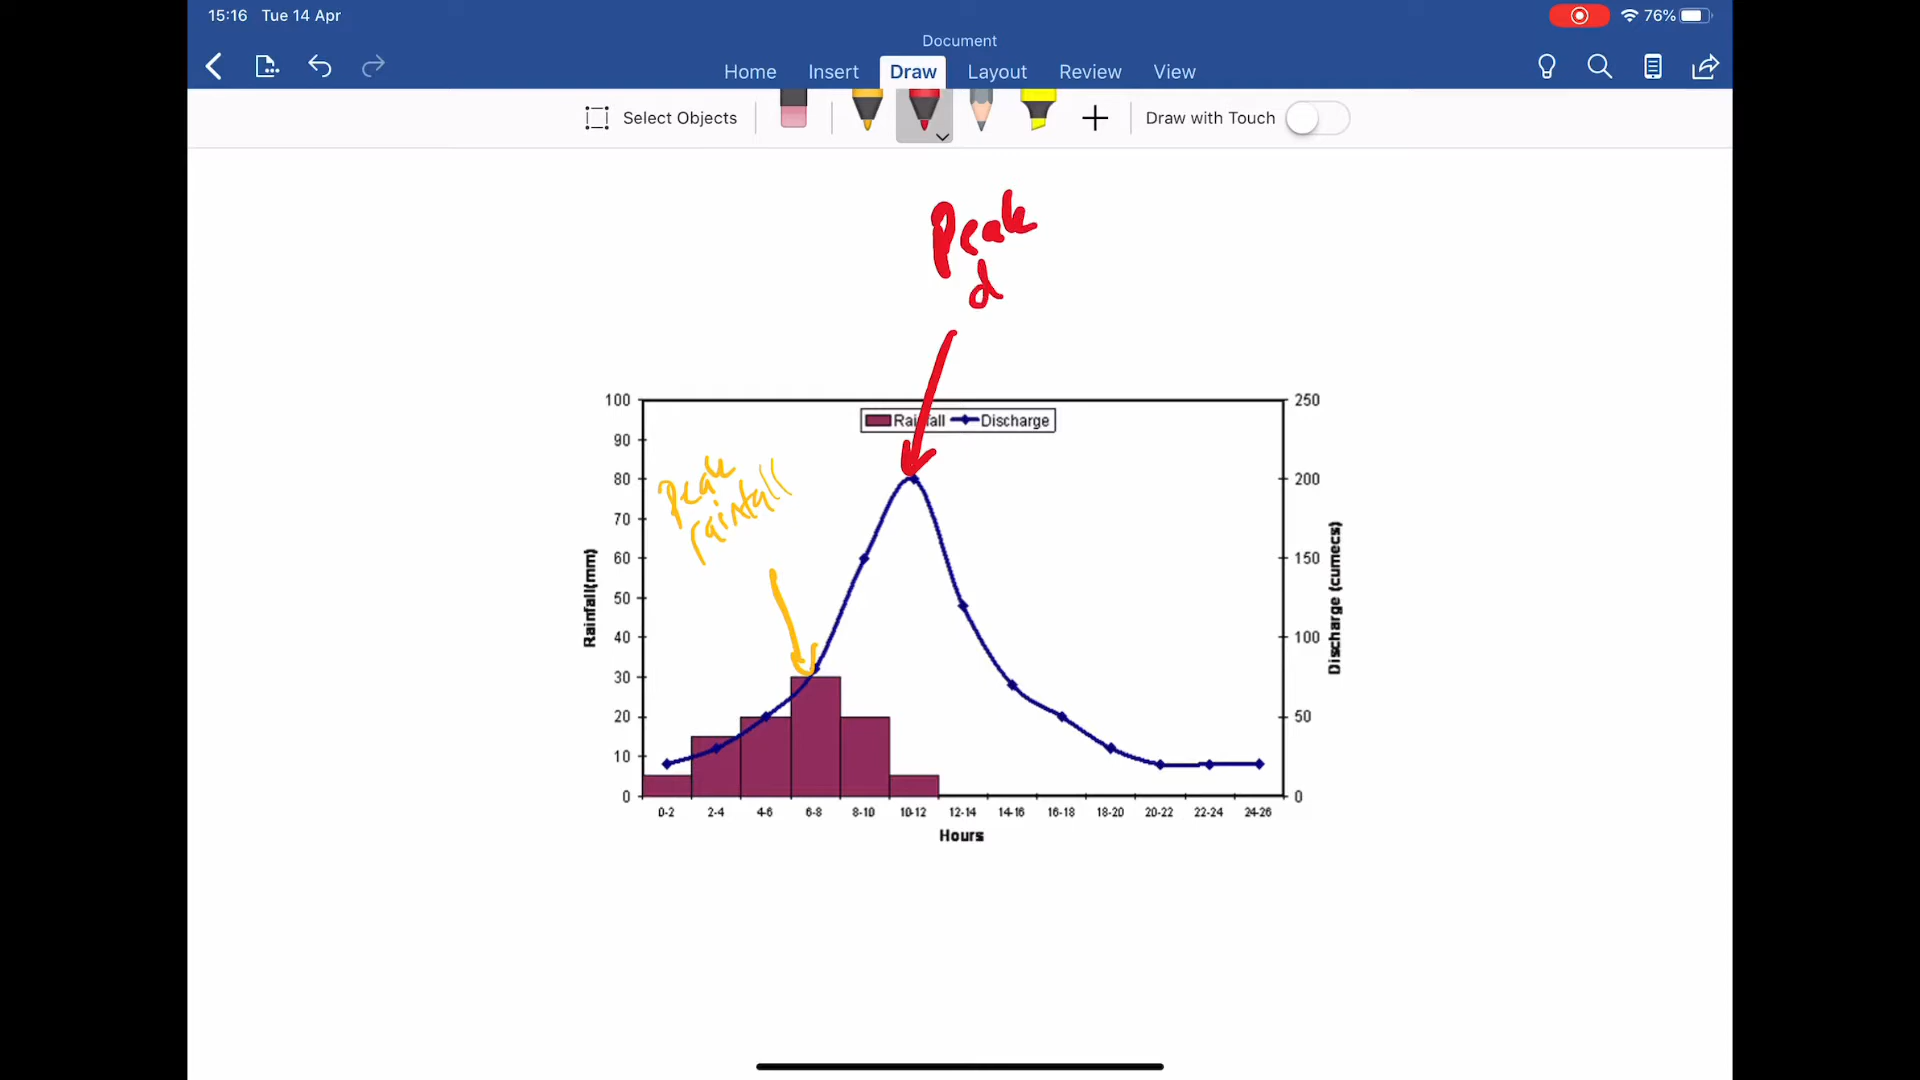 15:16 Tue 14 Apr
76%
Document
Home Insert Draw Layout Review View
Select Objects
Draw with Touch
Peak
d
Rainfall Discharge
peak
rainfall
100
90
80
70
60
50
40
30
20
10
0
Rainfall(mm)
250
200
150
100
50
0
Discharge (cumecs)
0-2 2-4 4-6 6-8 8-10 10-12 12-14 14-16 16-18 18-20 20-22 22-24 24-26
Hours